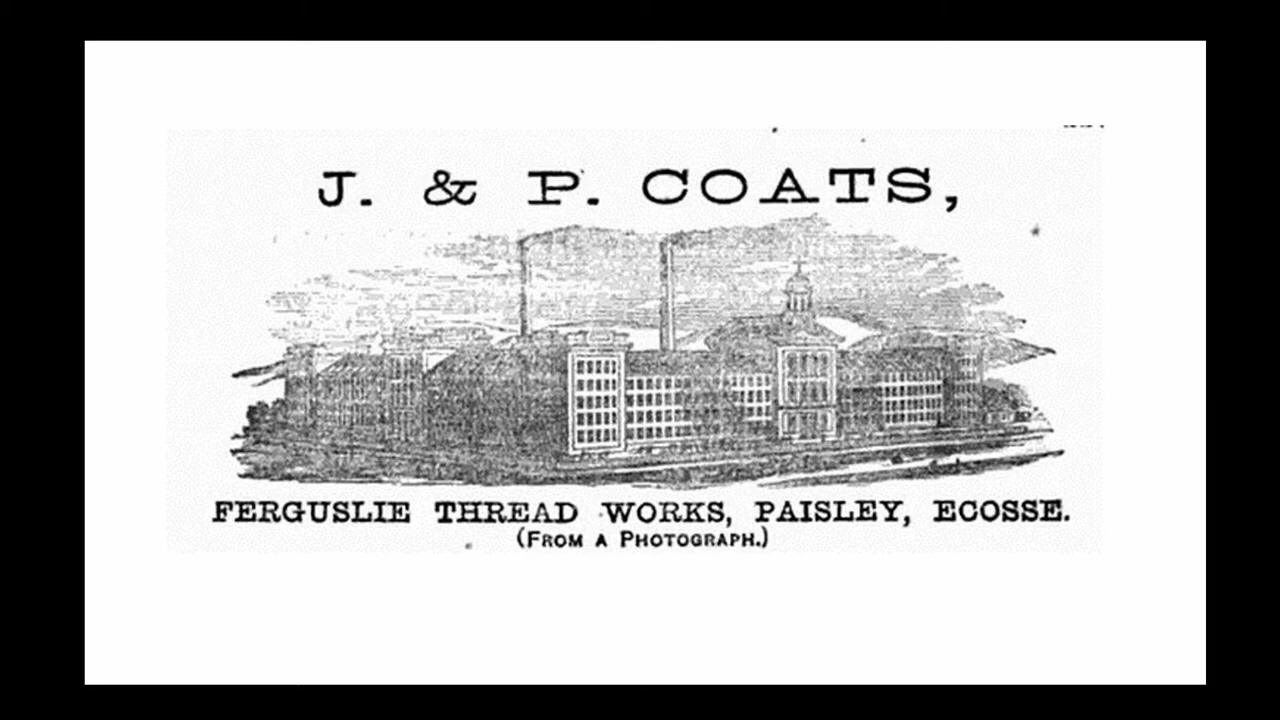 J. & P. COATS,
FERGUSLIE THREAD WORKS, PAISLEY, ECOSSE.
(FROM A PHOTOGRAPH.)